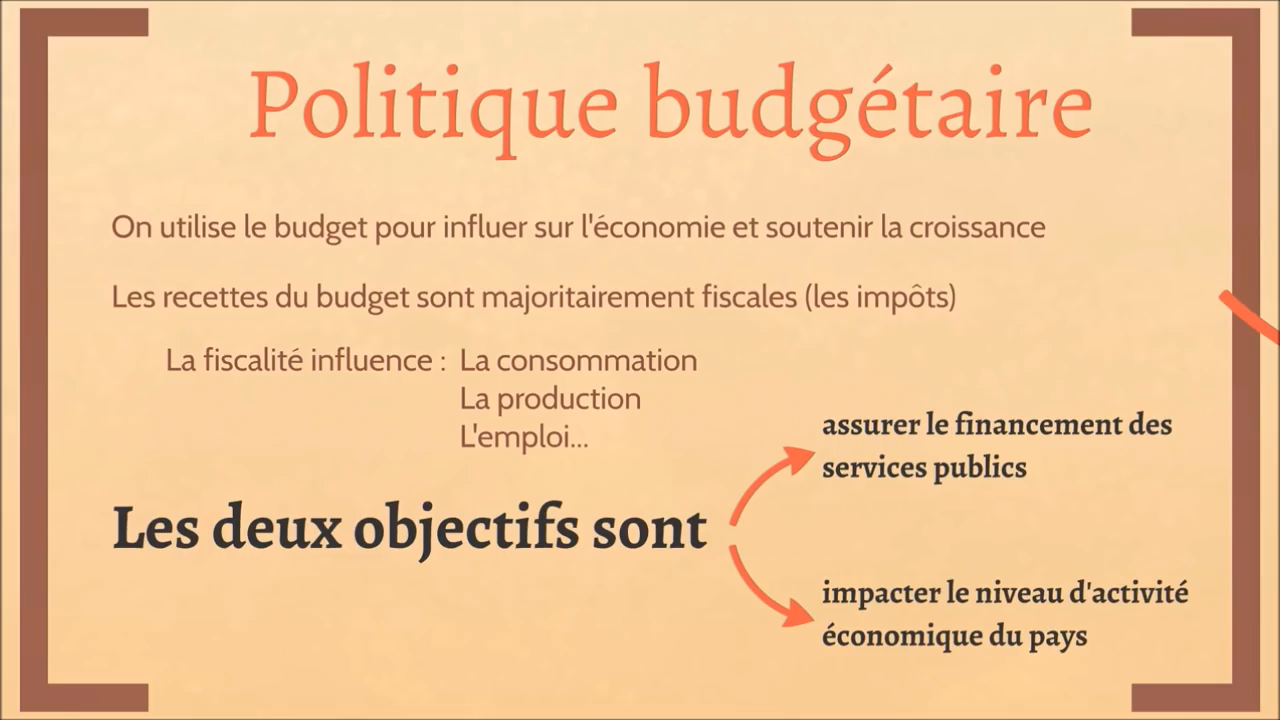 Politique budgétaire
On utilise le budget pour influer sur l'économie et soutenir la croissance
Les recettes du budget sont majoritairement fiscales (les impôts)
La fiscalité influence : La consommation
La production
L'emploi...
Les deux objectifs sont
assurer le financement des
services publics
impacter le niveau d'activité
économique du pays